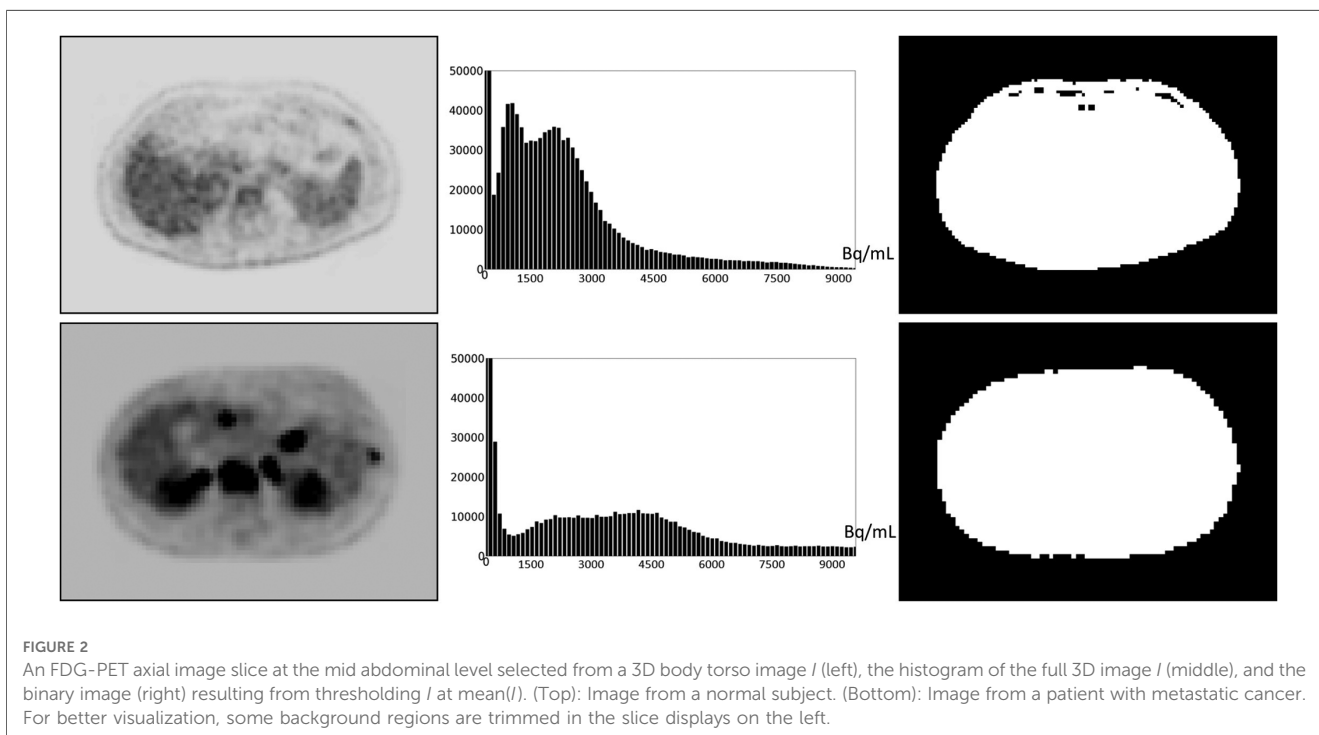 50000
40000
30000
20000
10000
0
0 1500 3000 4500 6000 7500 9000
Bq/mL
50000
40000
30000
20000
10000
0
0 1500 3000 4500 6000 7500 9000
Bq/mL
FIGURE 2
An FDG-PET axial image slice at the mid abdominal level selected from a 3D body torso image I (left), the histogram of the full 3D image I (middle), and the
binary image (right) resulting from thresholding I at mean(I). (Top): Image from a normal subject. (Bottom): Image from a patient with metastatic cancer.
For better visualization, some background regions are trimmed in the slice displays on the left.